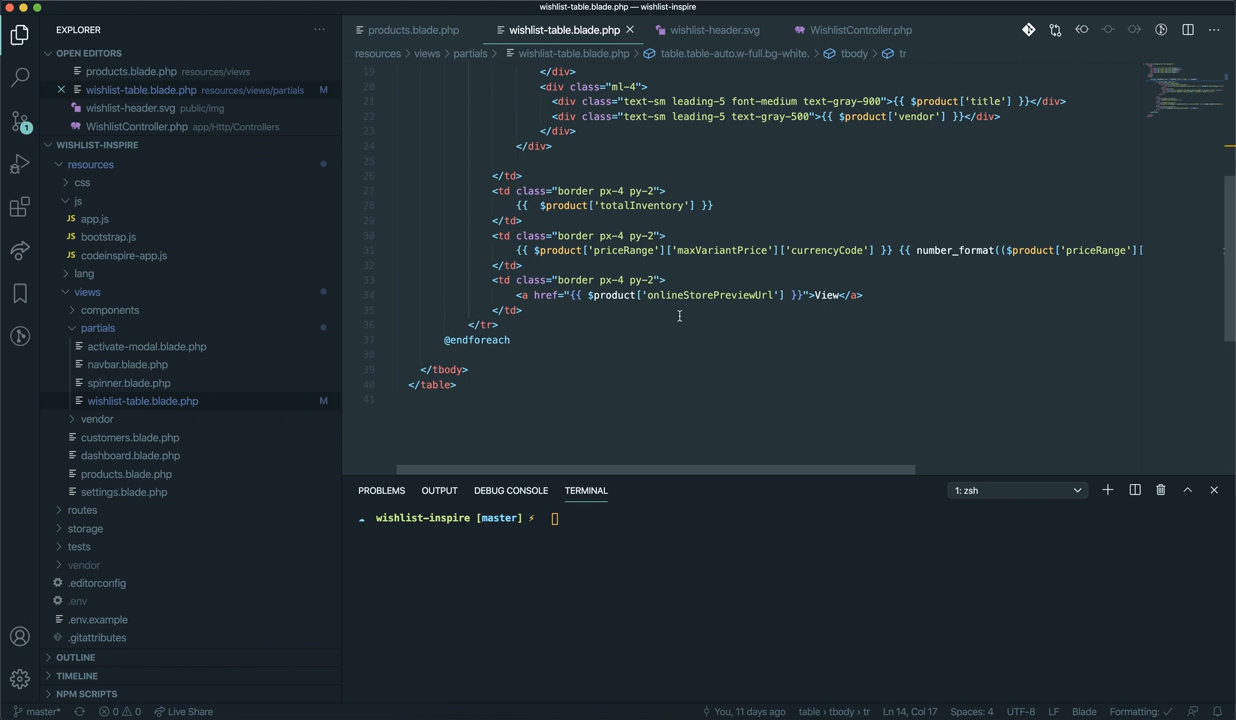 wishlist-table.blade.php — wishlist-inspire
EXPLORER
OPEN EDITORS
products.blade.php resources/views
wishlist-table.blade.php resources/views/partials M
wishlist-header.svg public/img
WishlistController.php app/Http/Controllers
1
WISHLIST-INSPIRE
resources
css
js
JS app.js
JS bootstrap.js
JS codeinspire-app.js
lang
views
components
partials
activate-modal.blade.php
navbar.blade.php
spinner.blade.php
wishlist-table.blade.php M
vendor
customers.blade.php
dashboard.blade.php
products.blade.php
settings.blade.php
routes
storage
tests
vendor
.editorconfig
.env
.env.example
.gitattributes
OUTLINE
TIMELINE
NPM SCRIPTS
products.blade.php wishlist-table.blade.php wishlist-header.svg WishlistController.php
resources > views > partials > wishlist-table.blade.php > table.table-auto.w-full.bg-white. > tbody > tr
19 </div>
20 <div class="ml-4">
21 <div class="text-sm leading-5 font-medium text-gray-900">{{ $product['title'] }}</div>
22 <div class="text-sm leading-5 text-gray-500">{{ $product['vendor'] }}</div>
23 </div>
24 </div>
25
26 </td>
27 <td class="border px-4 py-2">
28 {{  $product['totalInventory'] }}
29 </td>
30 <td class="border px-4 py-2">
31 {{ $product['priceRange']['maxVariantPrice']['currencyCode'] }} {{ number_format(($product['priceRange'][
32 </td>
33 <td class="border px-4 py-2">
34 <a href="{{ $product['onlineStorePreviewUrl'] }}">View</a>
35 </td>
36 </tr>
37 @endforeach
38
39 </tbody>
40 </table>
41
PROBLEMS OUTPUT DEBUG CONSOLE TERMINAL 1: zsh
wishlist-inspire [master] ⚡
master* 0 0 Live Share You, 11 days ago table > tbody > tr Ln 14, Col 17 Spaces: 4 UTF-8 LF Blade Formatting: ✓